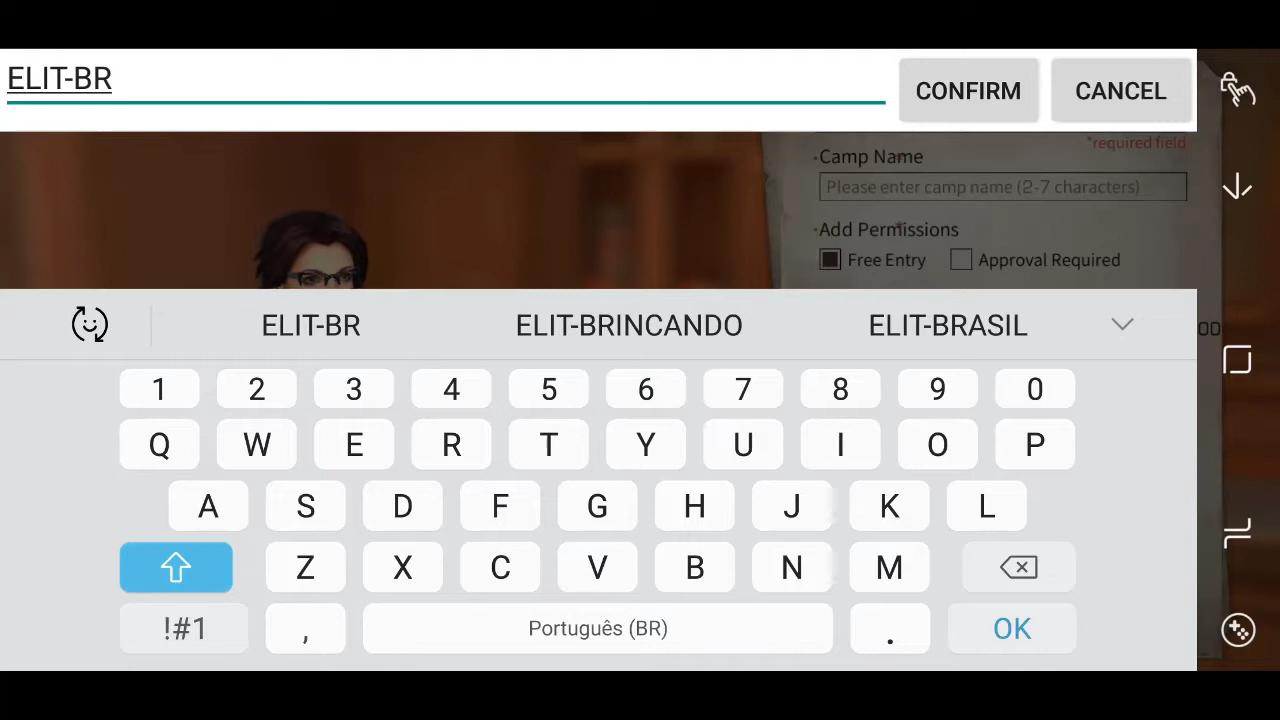 ELIT-BR
CONFIRM CANCEL
*required field
Camp Name
Please enter camp name (2-7 characters)
Add Permissions
Free Entry Approval Required
ELIT-BR ELIT-BRINCANDO ELIT-BRASIL
1 2 3 4 5 6 7 8 9 0
Q W E R T Y U I O P
A S D F G H J K L
Z X C V B N M
!#1 , Português (BR) . OK